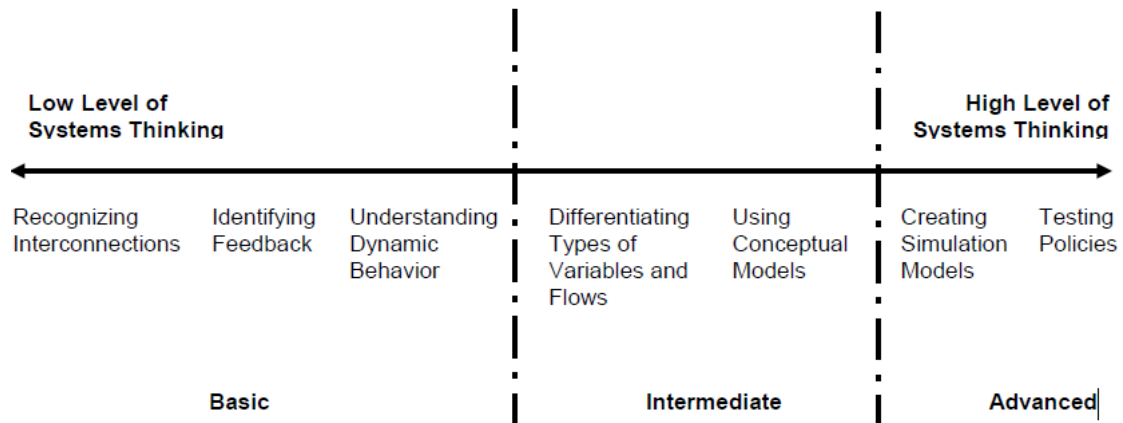 Low Level of
Systems Thinking
High Level of
Systems Thinking
Recognizing
Interconnections
Identifying
Feedback
Understanding
Dynamic
Behavior
Differentiating
Types of
Variables and
Flows
Using
Conceptual
Models
Creating
Simulation
Models
Testing
Policies
Basic
Intermediate
Advanced